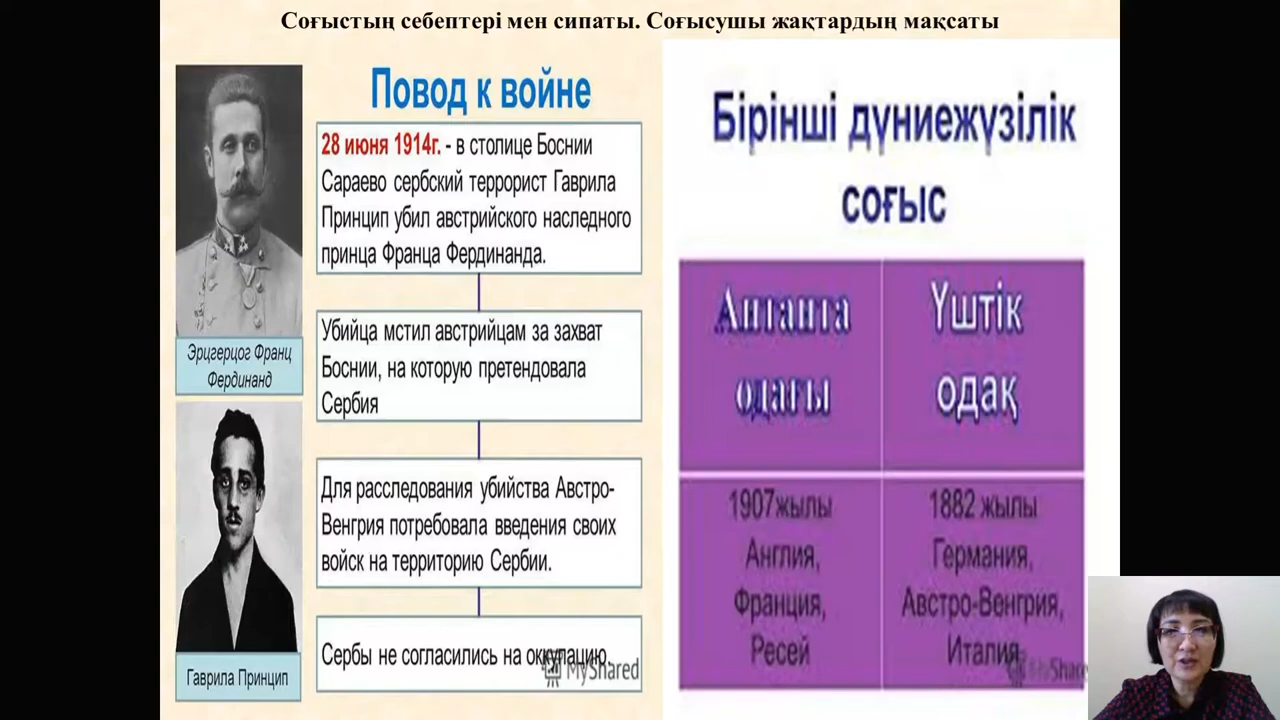 Соғыстың себептері мен сипаты. Соғысушы жақтардың мақсаты
Повод к войне
28 июня 1914г. - в столице Боснии
Сараево сербский террорист Гаврила
Принцип убил австрийского наследного
принца Франца Фердинанда.
Убийца мстил австрийцам за захват
Боснии, на которую претендовала
Сербия
Для расследования убийства Австро-
Венгрия потребовала введения своих
войск на территорию Сербии.
Сербы не согласились на оккупацию.
MyShared
Эрцгерцог Франц
Фердинанд
Гаврила Принцип
Бірінші дүниежүзілік
соғыс
Антанта
одағы
Үштік
одақ
1907жылы
Англия,
Франция,
Ресей
1882 жылы
Германия,
Австро-Венгрия,
Италия
MyShare